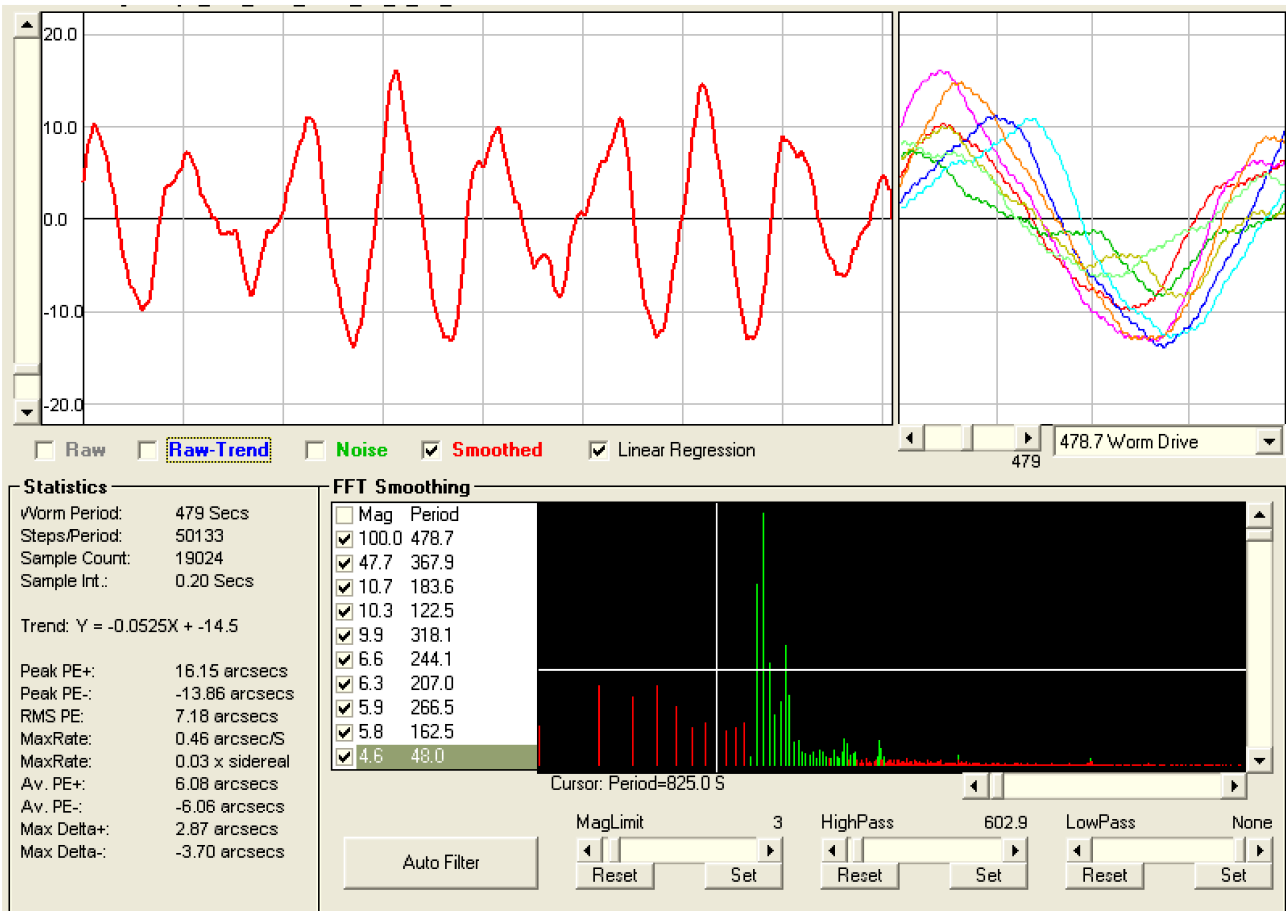 20.0
10.0
0.0
-10.0
-20.0
Raw Raw-Trend Noise Smoothed Linear Regression
479
478.7 Worm Drive
Statistics
Worm Period: 479 Secs
Steps/Period: 50133
Sample Count: 19024
Sample Int.: 0.20 Secs
Trend: Y = -0.0525X + -14.5
Peak PE+: 16.15 arcsecs
Peak PE-: -13.86 arcsecs
RMS PE: 7.18 arcsecs
MaxRate: 0.46 arcsec/S
MaxRate: 0.03 x sidereal
Av. PE+: 6.08 arcsecs
Av. PE-: -6.06 arcsecs
Max Delta+: 2.87 arcsecs
Max Delta-: -3.70 arcsecs
FFT Smoothing
Mag Period
100.0 478.7
47.7 367.9
10.7 183.6
10.3 122.5
9.9 318.1
6.6 244.1
6.3 207.0
5.9 266.5
5.8 162.5
4.6 48.0
Cursor: Period=825.0 S
Auto Filter
MagLimit 3
Reset Set
HighPass 602.9
Reset Set
LowPass None
Reset Set